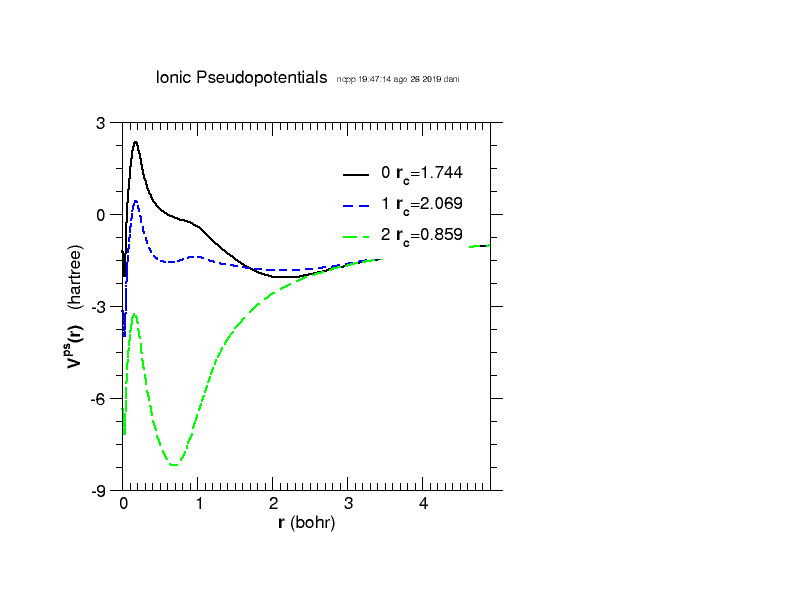 Ionic Pseudopotentials ncpp 19:47:14 ago 26 2019 dani
3
0 rc=1.744
1 rc=2.069
0
2 rc=0.859
-3
Vps(r) (hartree)
-6
-9
0 1 2 3 4
r (bohr)